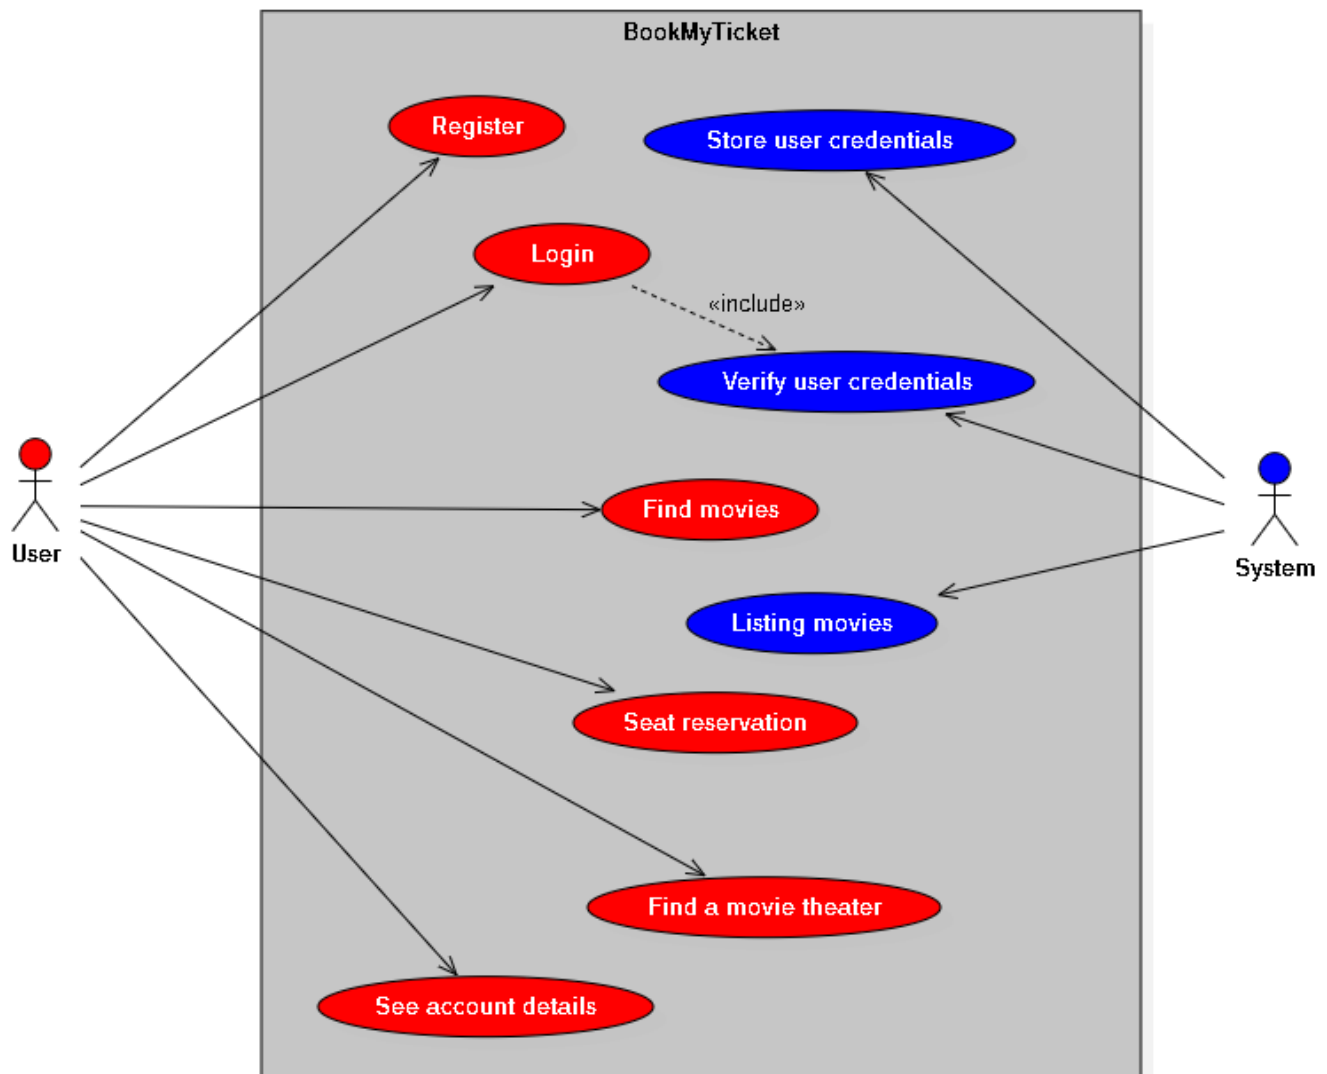 BookMyTicket
Register
Store user credentials
Login
«include»
Verify user credentials
Find movies
User
System
Listing movies
Seat reservation
Find a movie theater
See account details